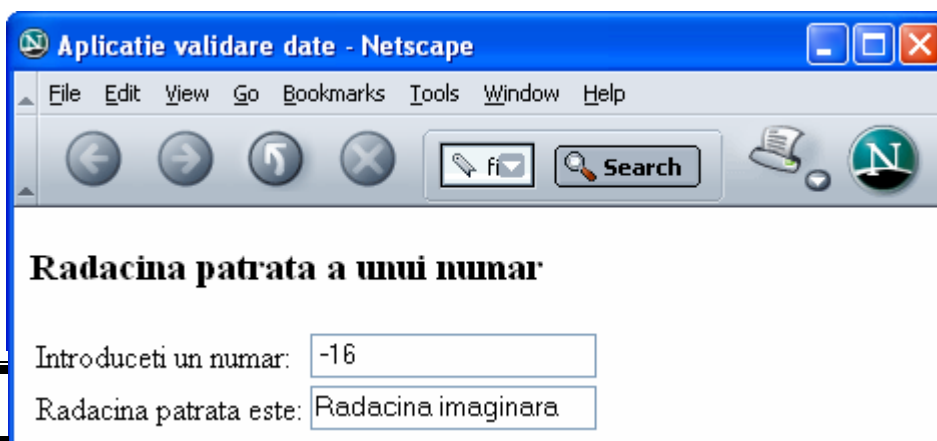 Aplicatie validare date - Netscape
File Edit View Go Bookmarks Tools Window Help
fi Search N
Radacina patrata a unui numar
Introduceti un numar: -16
Radacina patrata este: Radacina imaginara